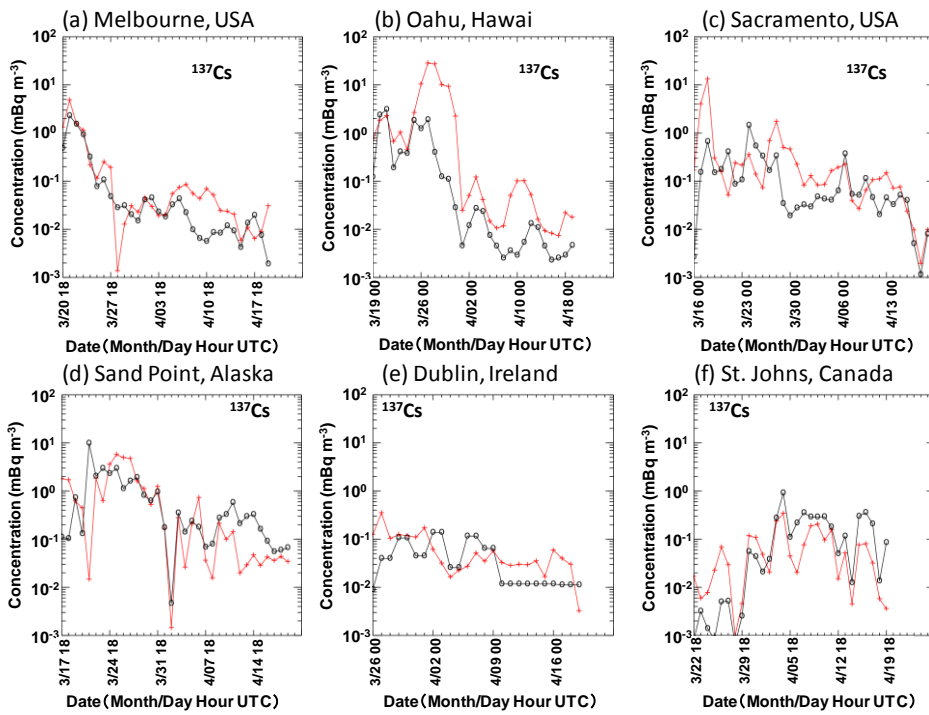 (a) Melbourne, USA
Concentration (mBq m⁻³)
10²
10¹
10⁰
10⁻¹
10⁻²
10⁻³
¹³⁷Cs
3/20 18
3/27 18
4/03 18
4/10 18
4/17 18
Date(Month/Day Hour UTC)
(b) Oahu, Hawai
Concentration (mBq m⁻³)
10²
10¹
10⁰
10⁻¹
10⁻²
10⁻³
¹³⁷Cs
3/19 00
3/26 00
4/02 00
4/11 00
4/18 00
Date(Month/Day Hour UTC)
(c) Sacramento, USA
Concentration (mBq m⁻³)
10²
10¹
10⁰
10⁻¹
10⁻²
10⁻³
¹³⁷Cs
3/16 00
3/23 00
3/30 00
4/06 00
4/13 00
Date(Month/Day Hour UTC)
(d) Sand Point, Alaska
Concentration (mBq m⁻³)
10²
10¹
10⁰
10⁻¹
10⁻²
10⁻³
¹³⁷Cs
3/17 18
3/24 18
3/31 18
4/07 18
4/14 18
Date(Month/Day Hour UTC)
(e) Dublin, Ireland
Concentration (mBq m⁻³)
10²
10¹
10⁰
10⁻¹
10⁻²
10⁻³
¹³⁷Cs
3/26 00
4/02 00
4/09 00
4/16 00
Date(Month/Day Hour UTC)
(f) St. Johns, Canada
Concentration (mBq m⁻³)
10²
10¹
10⁰
10⁻¹
10⁻²
10⁻³
¹³⁷Cs
3/22 18
3/29 18
4/05 18
4/12 18
4/19 18
Date(Month/Day Hour UTC)